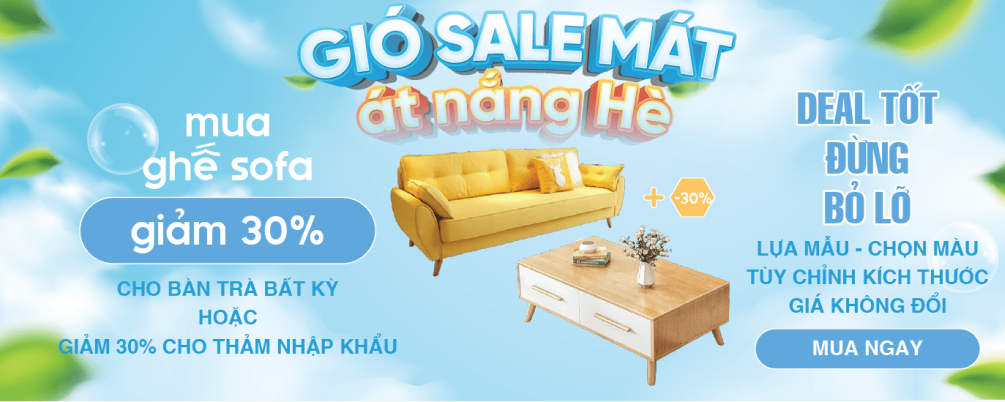 GIÓ SALE MÁT
át nắng Hè
mua
ghế sofa
giảm 30%
CHO BÀN TRÀ BẤT KỲ
HOẶC
GIẢM 30% CHO THẢM NHẬP KHẨU
+ -30%
DEAL TỐT
ĐỪNG
BỎ LỠ
LỰA MẪU - CHỌN MÀU
TÙY CHỈNH KÍCH THƯỚC
GIÁ KHÔNG ĐỔI
MUA NGAY